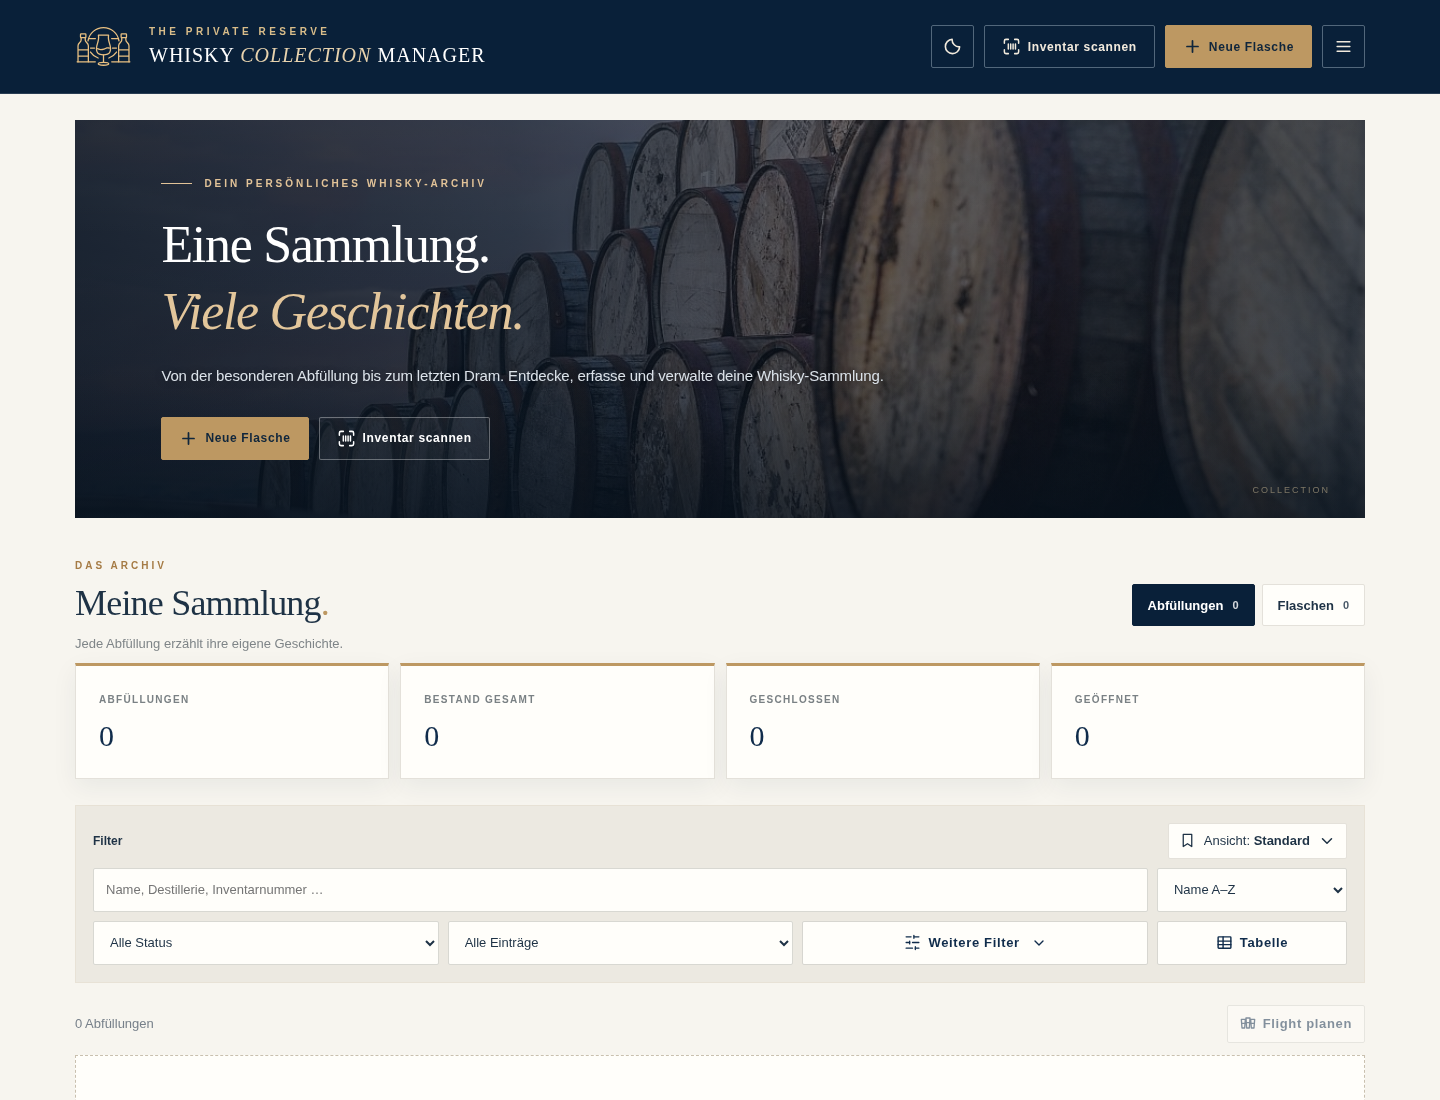 THE PRIVATE RESERVE
WHISKY COLLECTION MANAGER
Inventar scannen
Neue Flasche
DEIN PERSÖNLICHES WHISKY-ARCHIV
Eine Sammlung.
Viele Geschichten.
Von der besonderen Abfüllung bis zum letzten Dram. Entdecke, erfasse und verwalte deine Whisky-Sammlung.
Neue Flasche
Inventar scannen
COLLECTION
DAS ARCHIV
Meine Sammlung.
Abfüllungen 0
Flaschen 0
Jede Abfüllung erzählt ihre eigene Geschichte.
ABFÜLLUNGEN
BESTAND GESAMT
GESCHLOSSEN
GEÖFFNET
0
0
0
0
Filter
Ansicht: Standard
Name, Destillerie, Inventarnummer …
Name A–Z
Alle Status
Alle Einträge
Weitere Filter
Tabelle
0 Abfüllungen
Flight planen